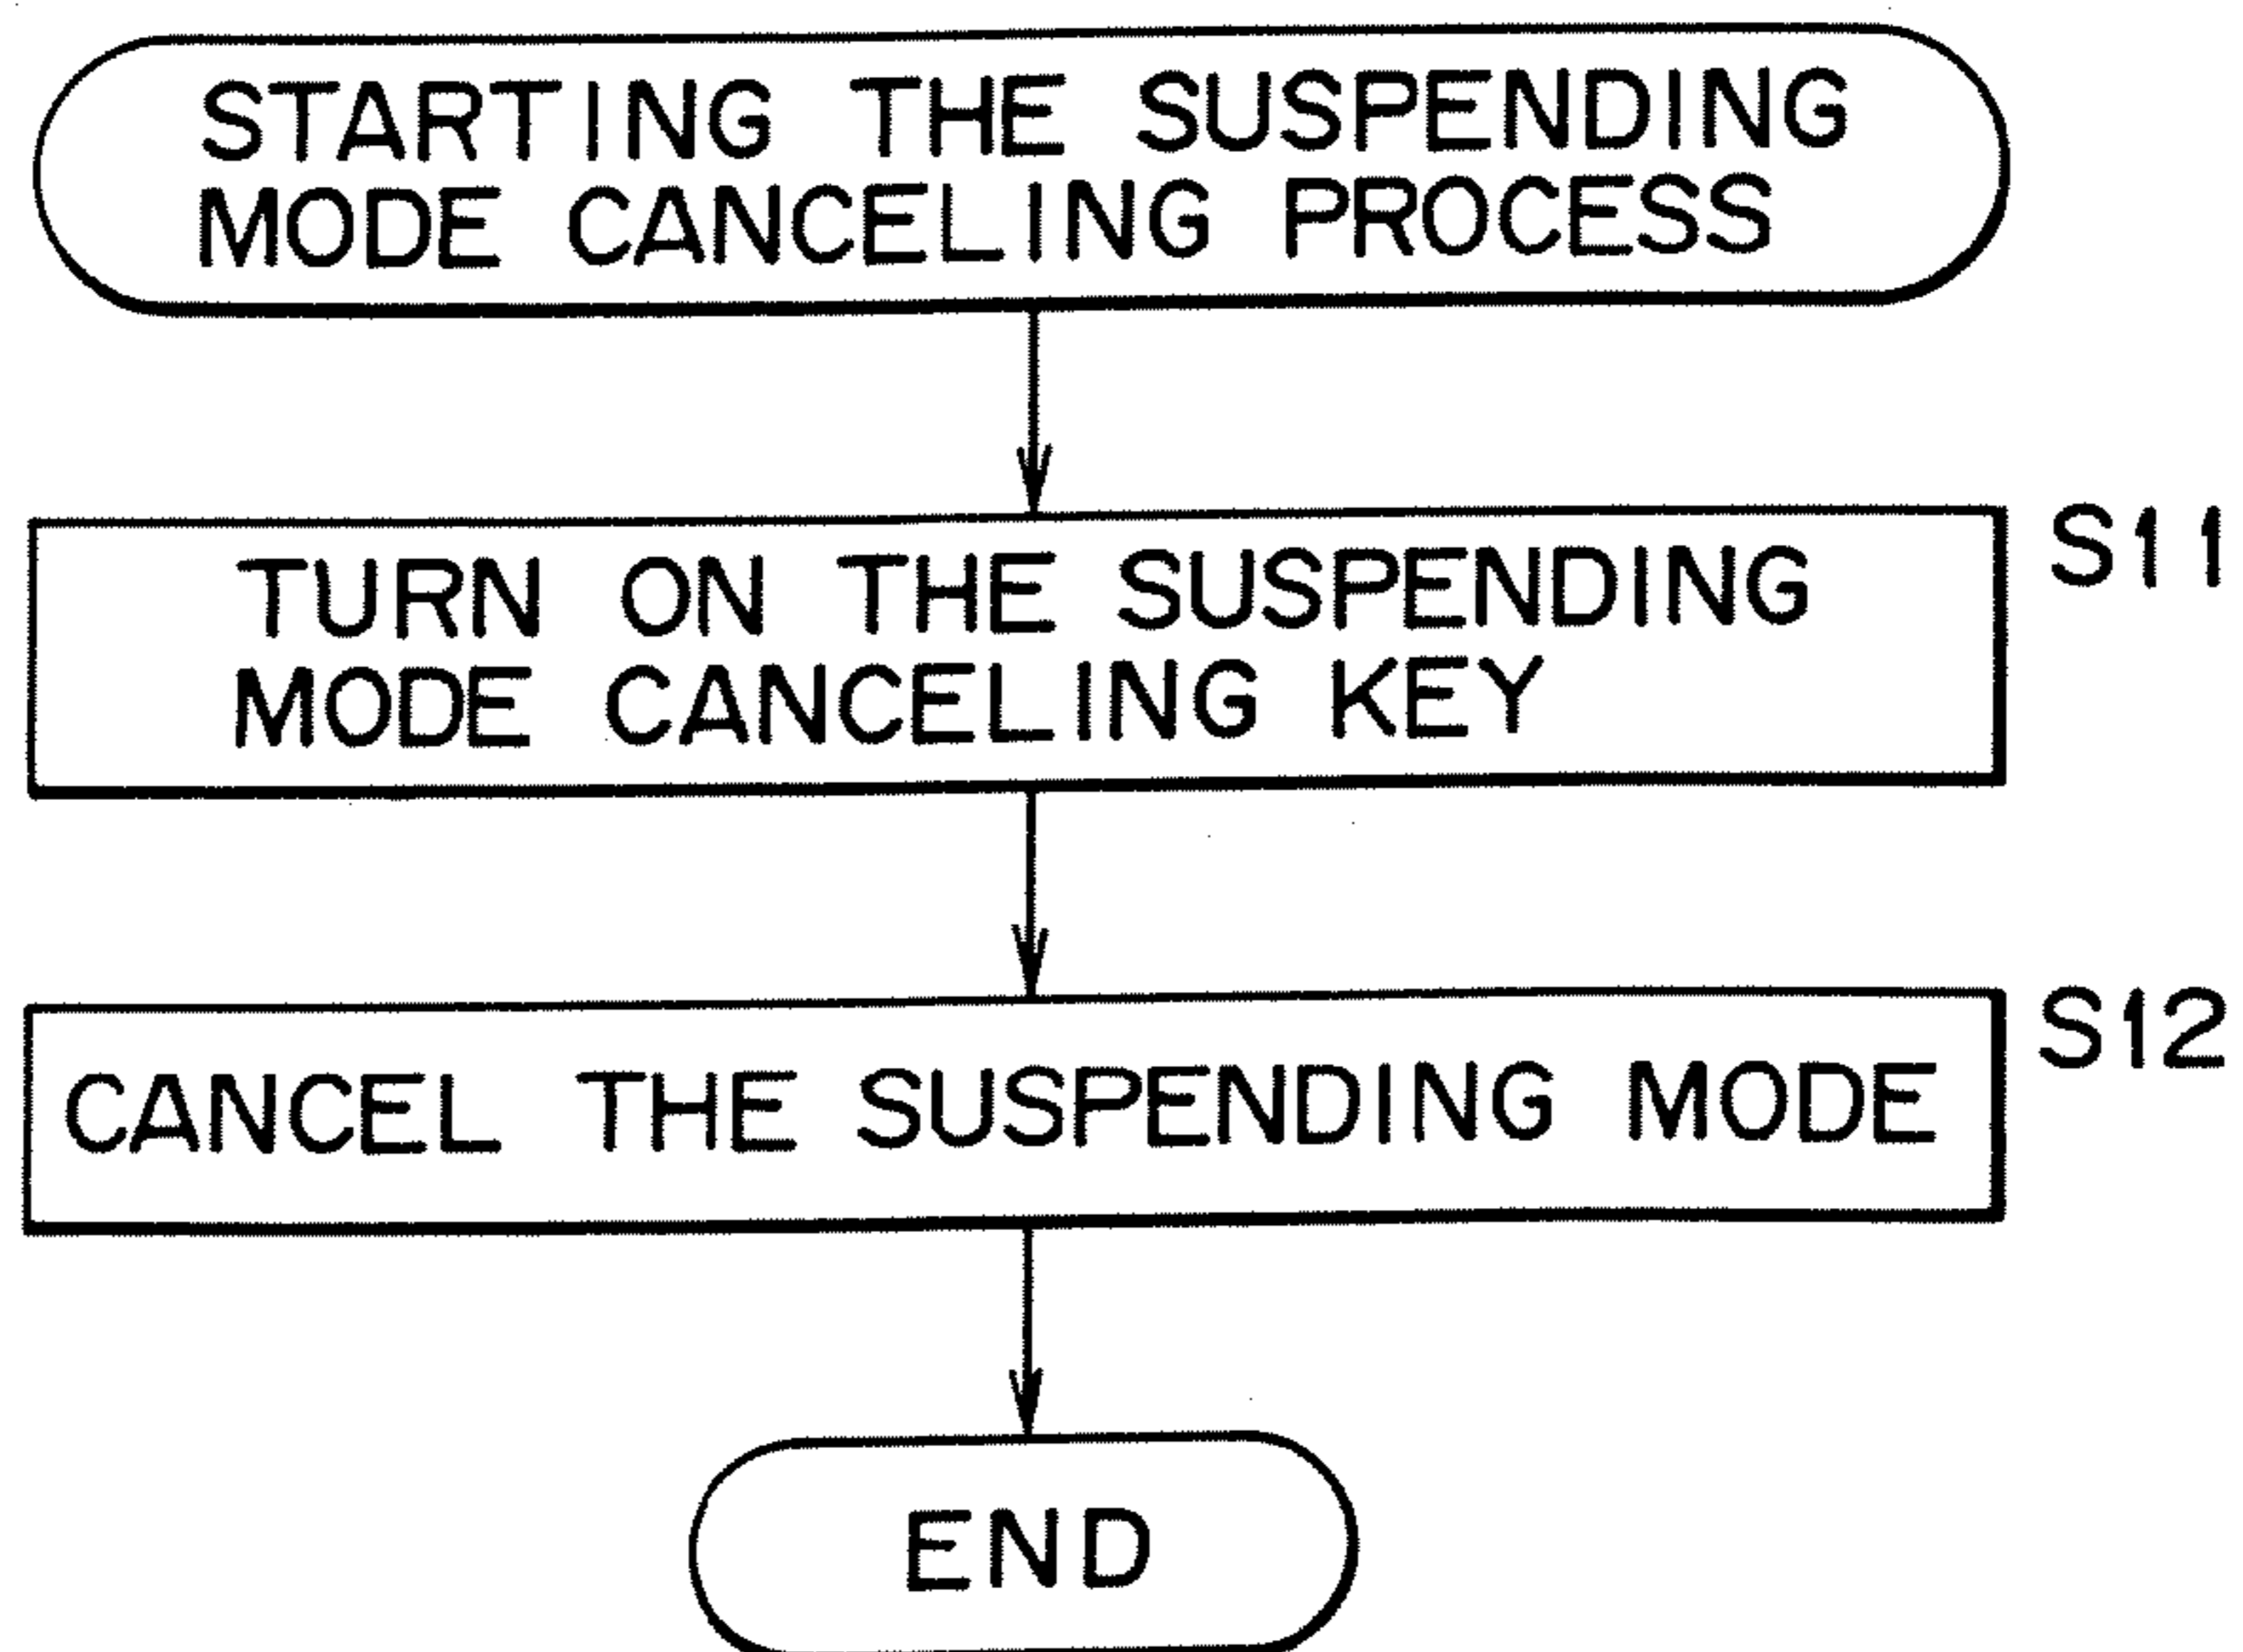 STARTING THE SUSPENDING
MODE CANCELING PROCESS
TURN ON THE SUSPENDING
MODE CANCELING KEY
S11
CANCEL THE SUSPENDING MODE
S12
END